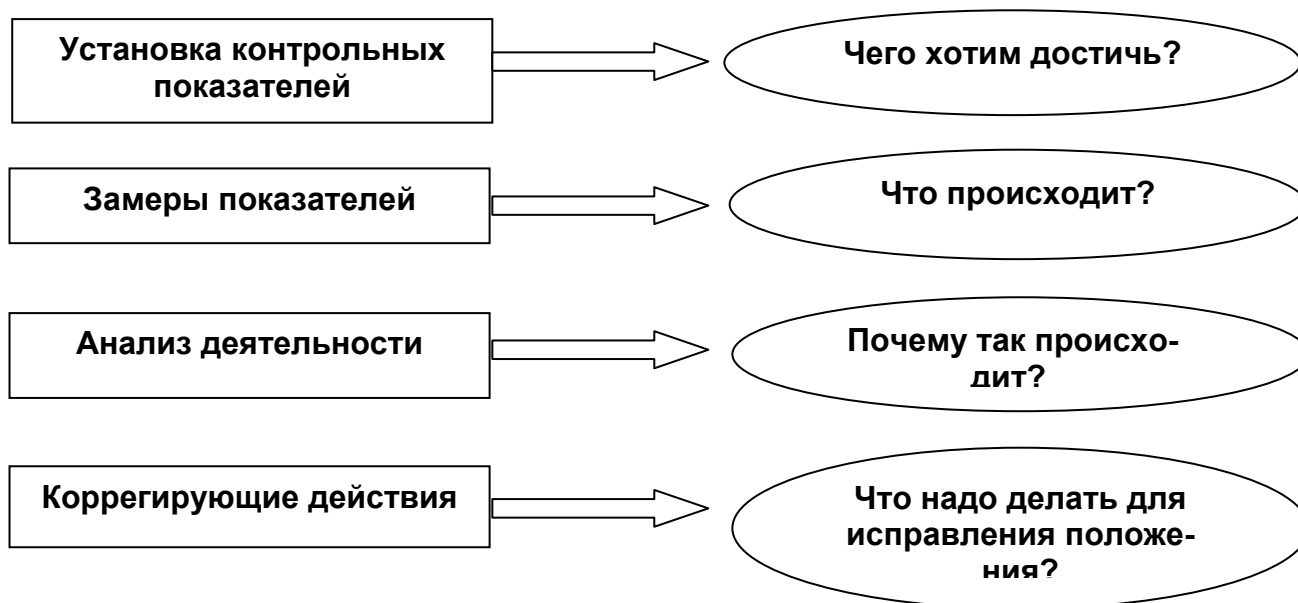 Установка контрольных
показателей
Чего хотим достичь?
Замеры показателей
Что происходит?
Анализ деятельности
Почему так происхо-
дит?
Коррегирующие действия
Что надо делать для
исправления положе-
ния?